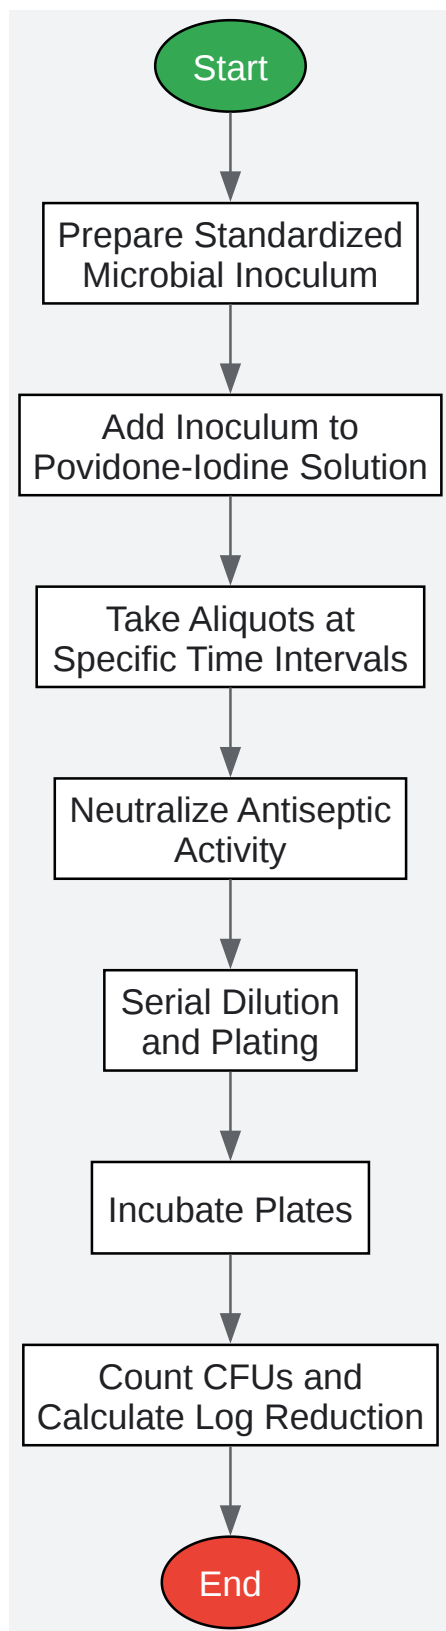 Start
Prepare Standardized
Microbial Inoculum
Add Inoculum to
Povidone-Iodine Solution
Take Aliquots at
Specific Time Intervals
Neutralize Antiseptic
Activity
Serial Dilution
and Plating
Incubate Plates
Count CFUs and
Calculate Log Reduction
End